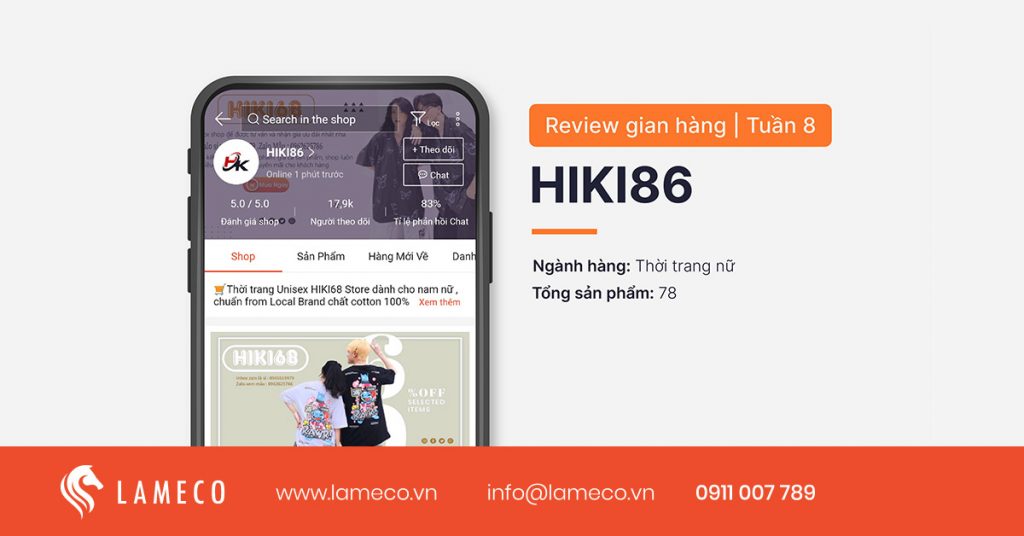 HIKI68
Search in the shop
Lọc
HIKI86 >
Online 1 phút trước
+ Theo dõi
Chat
Mua Ngay
5.0 / 5.0
17,9k
83%
Đánh giá shop
Người theo dõi
Tỉ lệ phản hồi Chat
Shop
Sản Phẩm
Hàng Mới Về
Danh
Thời trang Unisex HIKI68 Store dành cho nam nữ ,
chuẩn from Local Brand chất cotton 100% Xem thêm
HIKI68
%OFF
SELECTED
ITEMS
Review gian hàng | Tuần 8
HIKI86
Ngành hàng: Thời trang nữ
Tổng sản phẩm: 78
LAMECO
www.lameco.vn
info@lameco.vn
0911 007 789